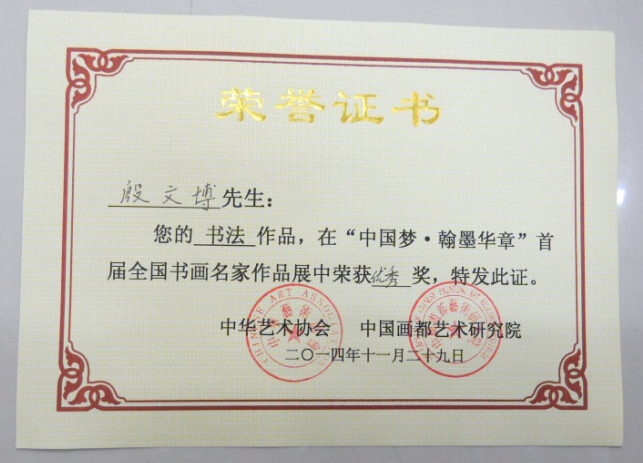 荣誉证书
殷文博先生：
您的 书法 作品，在“中国梦·翰墨华章”首
届全国书画名家作品展中荣获优秀 奖，特发此证。
中华艺术协会 中国画都艺术研究院
二〇一四年十一月二十九日
CHINESE ART ASSOCIATION